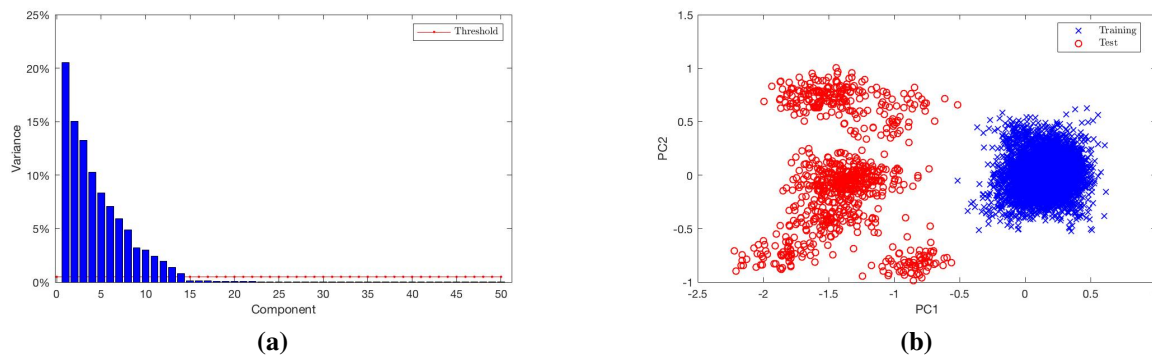 25%
20%
15%
10%
5%
0%
0 5 10 15 20 25 30 35 40 45 50
Variance
Component
Threshold
(a)
1.5
1
0.5
0
-0.5
-1
-2.5 -2 -1.5 -1 -0.5 0 0.5
PC2
PC1
Training
Test
(b)